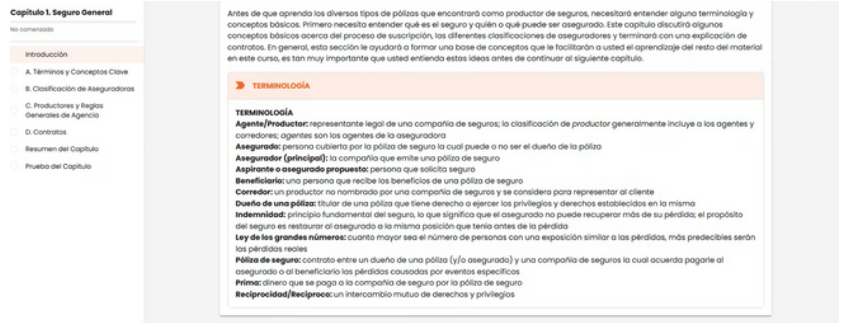 Capítulo 1. Seguro General
No comenzado
Introducción
A. Términos y Conceptos Clave
B. Clasificación de Aseguradoras
C. Productores y Reglas
Generales de Agencia
D. Contratos
Resumen del Capítulo
Prueba del Capítulo
Antes de que aprenda los diversos tipos de pólizas que encontrará como productor de seguros, necesitará entender alguna terminología y
conceptos básicos. Primero necesita entender qué es el seguro y quién o qué puede ser asegurado. Este capítulo discutirá algunos
conceptos básicos acerca del proceso de suscripción, las diferentes clasificaciones de aseguradores y terminará con una explicación de
contratos. En general, esta sección le ayudará a formar una base de conceptos que le facilitarán a usted el aprendizaje del resto del material
en este curso, es tan muy importante que usted entienda estas ideas antes de continuar al siguiente capítulo.
TERMINOLOGÍA
TERMINOLOGÍA
Agente/Productor: representante legal de una compañía de seguros; la clasificación de productor generalmente incluye a los agentes y
corredores; agentes son los agentes de la aseguradora
Asegurado: persona cubierta por la póliza de seguro la cual puede o no ser el dueño de la póliza
Asegurador (principal): la compañía que emite una póliza de seguro
Aspirante o asegurado propuesto: persona que solicita seguro
Beneficiario: una persona que recibe los beneficios de una póliza de seguro
Corredor: un productor no nombrado por una compañía de seguros y se considera para representar al cliente
Dueño de una póliza: titular de una póliza que tiene derecho a ejercer los privilegios y derechos establecidos en la misma
Indemnidad: principio fundamental del seguro, lo que significa que el asegurado no puede recuperar más de su pérdida; el propósito
del seguro es restaurar al asegurado a la misma posición que tenía antes de la pérdida
Ley de los grandes números: cuanto mayor sea el número de personas con una exposición similar a las pérdidas, más predecibles serán
las pérdidas reales
Póliza de seguro: contrato entre un dueño de una póliza (y/o asegurado) y una compañía de seguros la cual acuerda pagarle al
asegurado o al beneficiario las pérdidas causadas por eventos específicos
Prima: dinero que se paga a la compañía de seguro por la póliza de seguro
Reciprocidad/Recíproco: un intercambio mutuo de derechos y privilegios